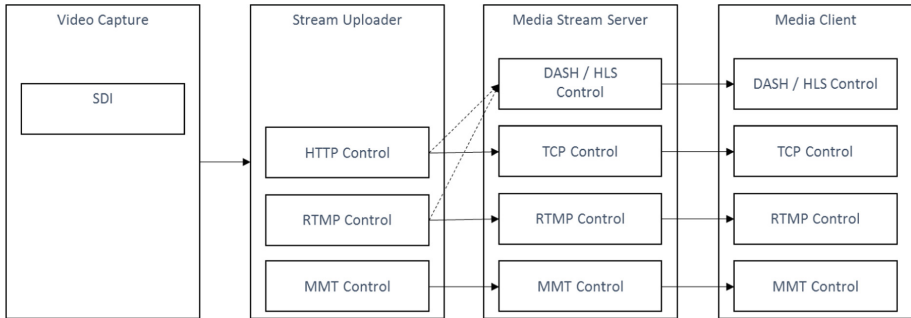 Video Capture
SDI
Stream Uploader
HTTP Control
RTMP Control
MMT Control
Media Stream Server
DASH / HLS
Control
TCP Control
RTMP Control
MMT Control
Media Client
DASH / HLS Control
TCP Control
RTMP Control
MMT Control